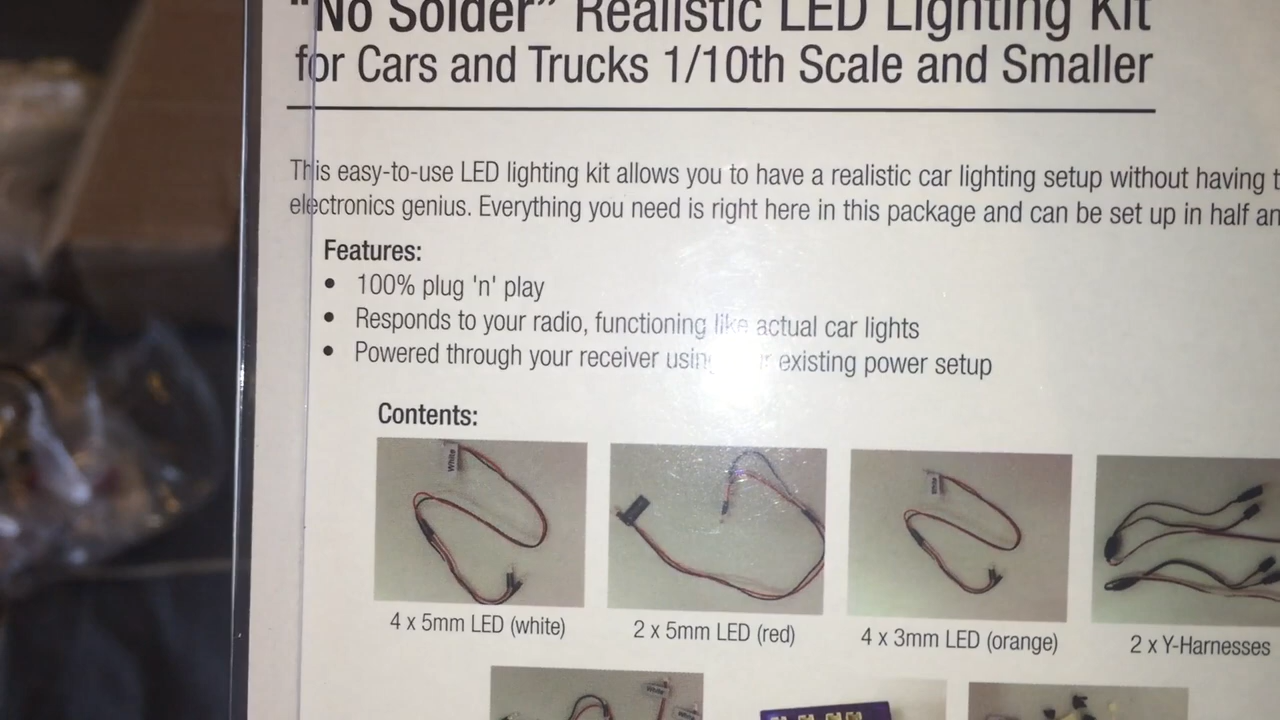 "No Solder" Realistic LED Lighting Kit
for Cars and Trucks 1/10th Scale and Smaller
This easy-to-use LED lighting kit allows you to have a realistic car lighting setup without having
electronics genius. Everything you need is right here in this package and can be set up in half an
Features:
• 100% plug 'n' play
• Responds to your radio, functioning like actual car lights
• Powered through your receiver using existing power setup
Contents:
White
4 x 5mm LED (white)
2 x 5mm LED (red)
4 x 3mm LED (orange)
2 x Y-Harnesses
White